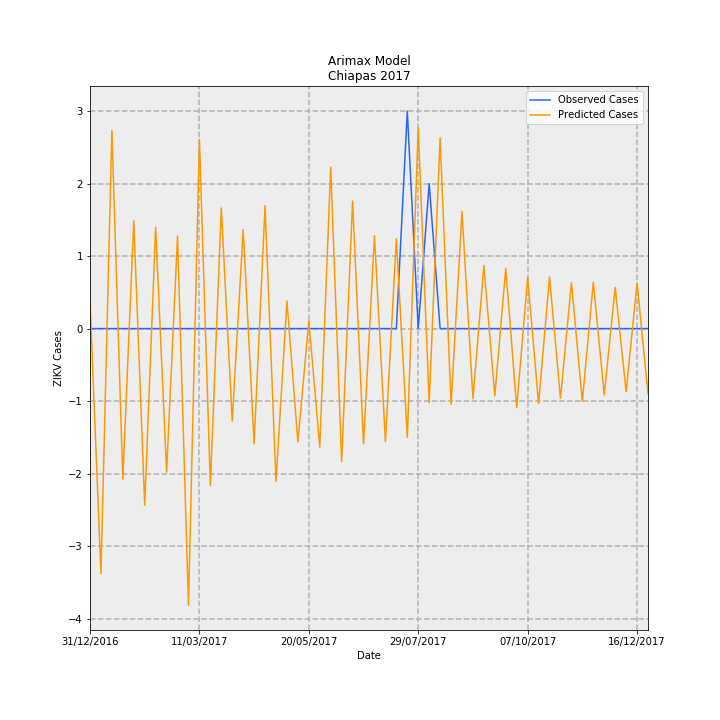 Arimax Model
Chiapas 2017
Observed Cases
Predicted Cases
ZIKV Cases
3
2
1
0
−1
−2
−3
−4
31/12/2016
11/03/2017
20/05/2017
29/07/2017
07/10/2017
16/12/2017
Date